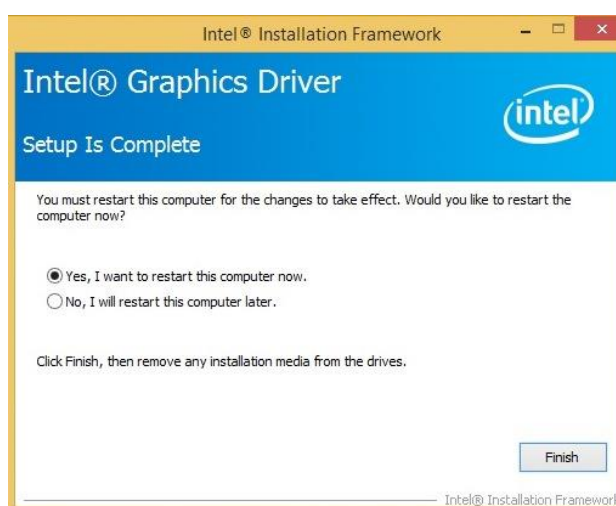 Intel® Installation Framework
Intel® Graphics Driver
intel
Setup Is Complete
You must restart this computer for the changes to take effect. Would you like to restart the
computer now?
Yes, I want to restart this computer now.
No, I will restart this computer later.
Click Finish, then remove any installation media from the drives.
Finish
Intel® Installation Framework